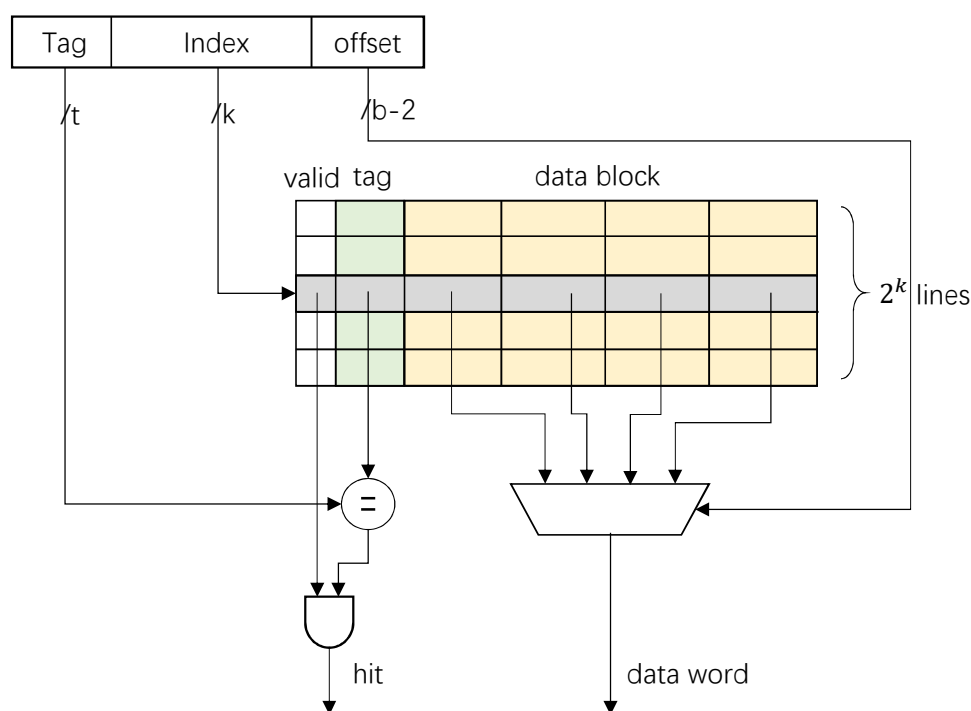 Tag Index offset
/t /k /b-2
valid tag data block
2^k lines
=
hit data word